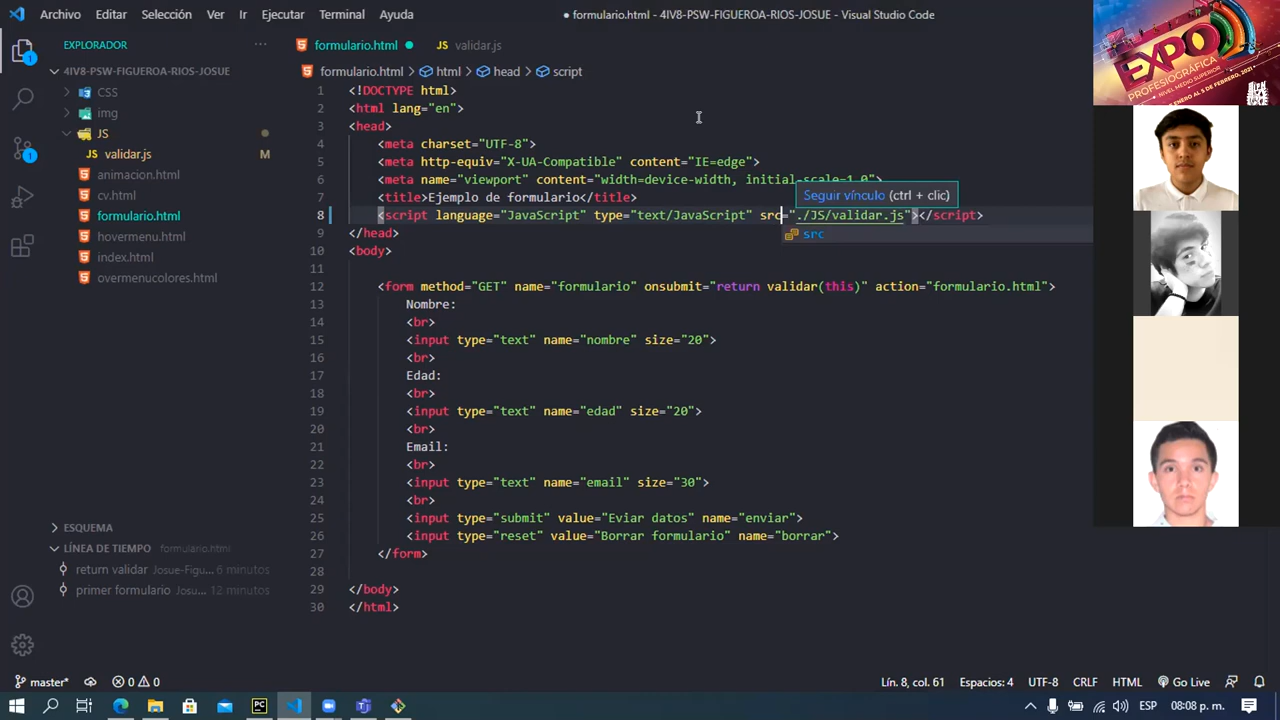 Archivo Editar Selección Ver Ir Ejecutar Terminal Ayuda
● formulario.html - 4IV8-PSW-FIGUEROA-RIOS-JOSUE - Visual Studio Code
EXPLORADOR
4IV8-PSW-FIGUEROA-RIOS-JOSUE
CSS
img
JS
validar.js M
animacion.html
cv.html
formulario.html
hovermenu.html
index.html
overmenucolores.html
ESQUEMA
LÍNEA DE TIEMPO formulario.html
return validar Josue-Figu... 6 minutos
primer formulario Josu... 12 minutos
formulario.html ●
JS validar.js
formulario.html > html > head > script
1 <!DOCTYPE html>
2 <html lang="en">
3 <head>
4 <meta charset="UTF-8">
5 <meta http-equiv="X-UA-Compatible" content="IE=edge">
6 <meta name="viewport" content="width=device-width, initial-scale=1.0">
7 <title>Ejemplo de formulario</title>
Seguir vínculo (ctrl + clic)
8 <script language="JavaScript" type="text/JavaScript" src="./JS/validar.js"></script>
src
9 </head>
10 <body>
11
12 <form method="GET" name="formulario" onsubmit="return validar(this)" action="formulario.html">
13 Nombre:
14 <br>
15 <input type="text" name="nombre" size="20">
16 <br>
17 Edad:
18 <br>
19 <input type="text" name="edad" size="20">
20 <br>
21 Email:
22 <br>
23 <input type="text" name="email" size="30">
24 <br>
25 <input type="submit" value="Eviar datos" name="enviar">
26 <input type="reset" value="Borrar formulario" name="borrar">
27 </form>
28
29 </body>
30 </html>
EXPO
PROFESIOGRÁFICA
NIVEL MEDIO SUPERIOR
ENERO AL 5 DE FEBRERO, 2021
master* 0 0
Lín. 8, col. 61 Espacios: 4 UTF-8 CRLF HTML Go Live
ESP 08:08 p. m.